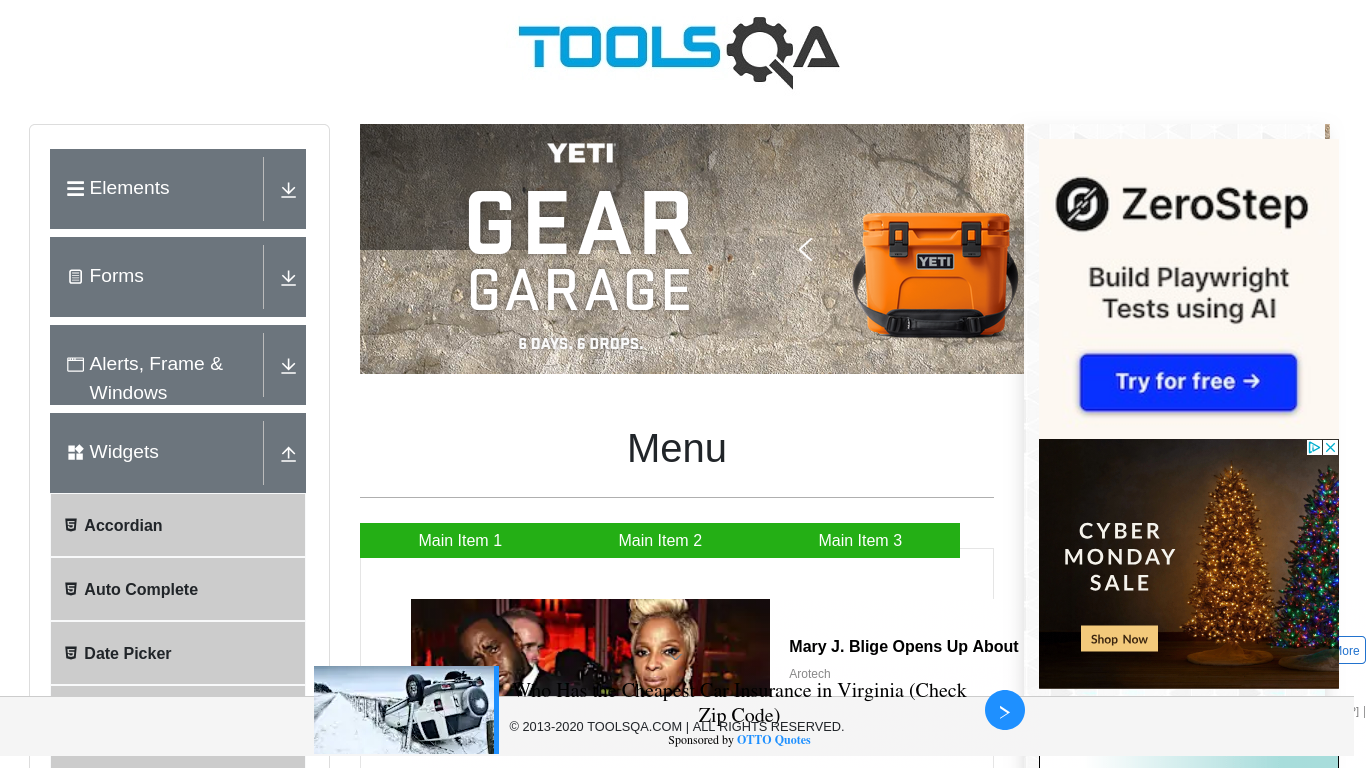 TOOLSQA
Elements
Forms
Alerts, Frame &
Windows
Widgets
Accordian
Auto Complete
Date Picker
YETI
GEAR
GARAGE
6 DAYS. 6 DROPS.
YETI
Menu
Main Item 1
Main Item 2
Main Item 3
Mary J. Blige Opens Up About
Arotech
Who Has the Cheapest Car Insurance in Virginia (Check
Zip Code)
© 2013-2020 TOOLSQA.COM | ALL RIGHTS RESERVED.
Sponsored by OTTO Quotes
ZeroStep
Build Playwright
Tests using AI
Try for free →
CYBER
MONDAY
SALE
Shop Now